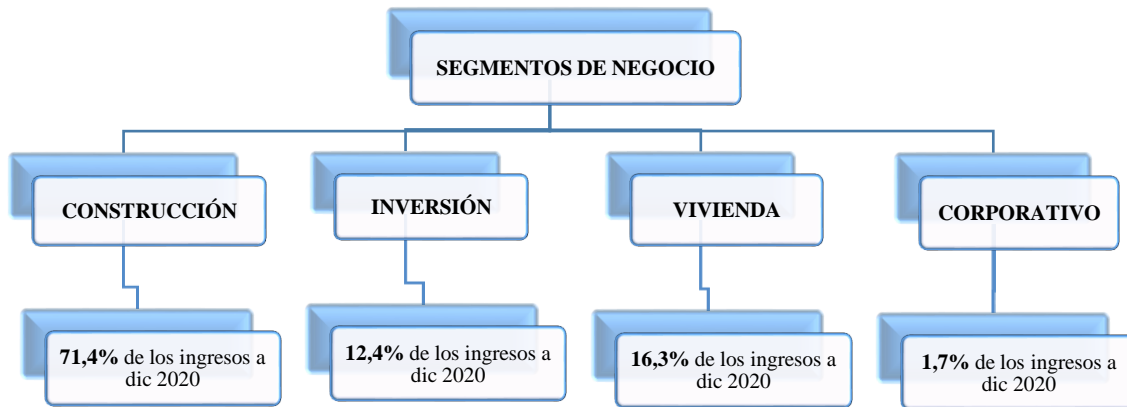 SEGMENTOS DE NEGOCIO
CONSTRUCCIÓN
INVERSIÓN
VIVIENDA
CORPORATIVO
71,4% de los ingresos a
dic 2020
12,4% de los ingresos a
dic 2020
16,3% de los ingresos a
dic 2020
1,7% de los ingresos a
dic 2020